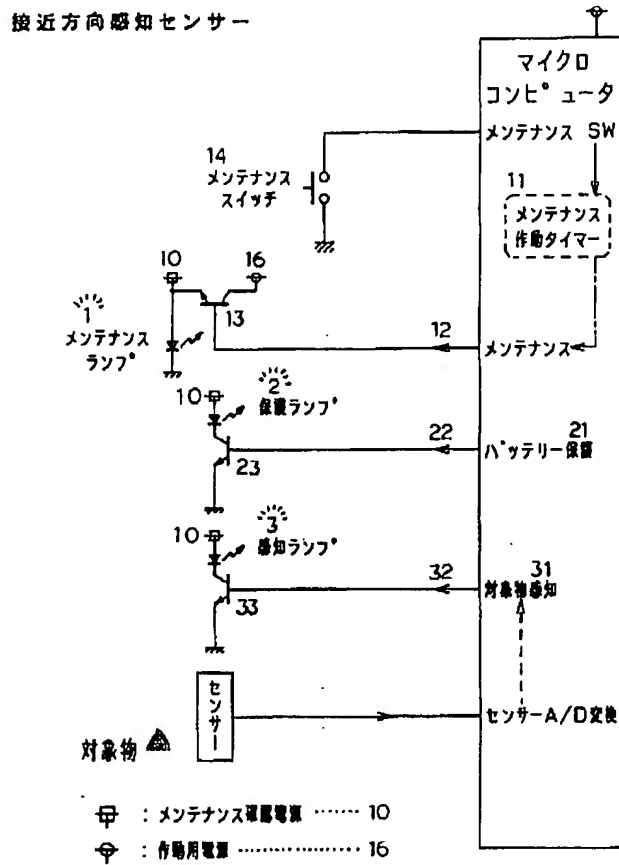 接近方向感知センサー
マイクロ
コンピュータ
メンテナンス SW
14
メンテナンス
スイッチ
11
メンテナンス
作動タイマー
10
16
13
1
メンテナンス
ランプ
12
メンテナンス
10
2
保護ランプ
23
22
21
バッテリー保護
10
3
感知ランプ
33
32
31
対象物感知
センサー
センサーA/D変換
対象物
: メンテナンス確認電源 ······ 10
: 作動用電源 ·················· 16